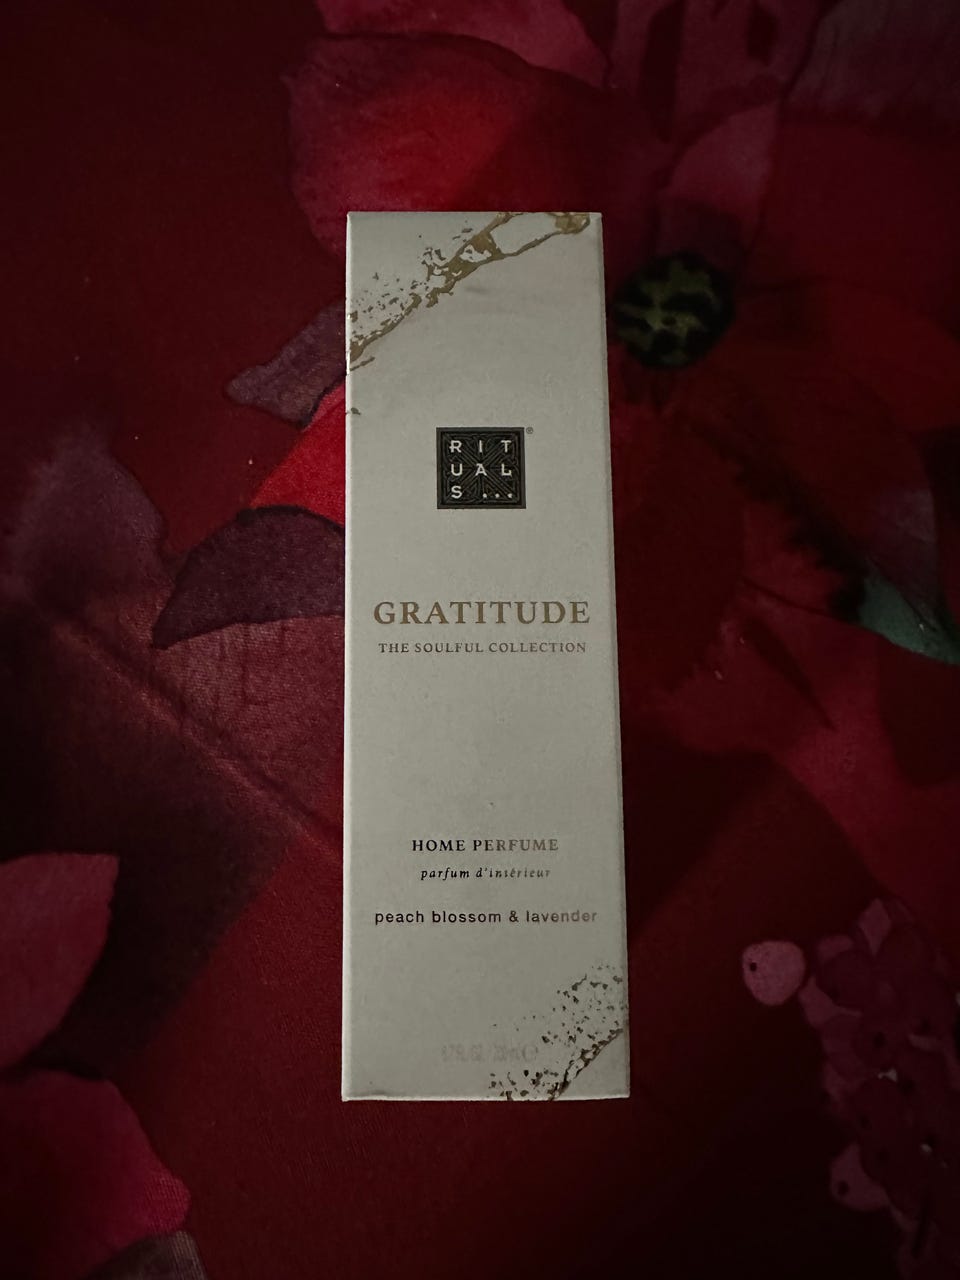 RIT
UAL
S...
®
GRATITUDE
THE SOULFUL COLLECTION
HOME PERFUME
parfum d'intérieur
peach blossom & lavender